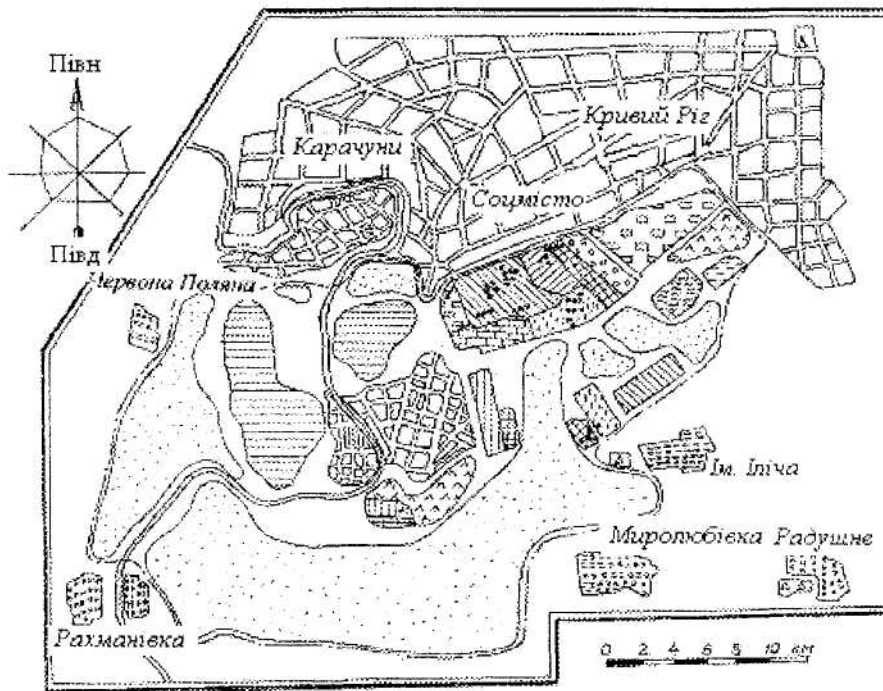 Півн
Кривий Ріг
Карачуни
Соцмісто
Півд
Червона Поляна
Ім. Іліча
Миролюбівка Радушне
Рахманівка
0 2 4 6 8 10 км